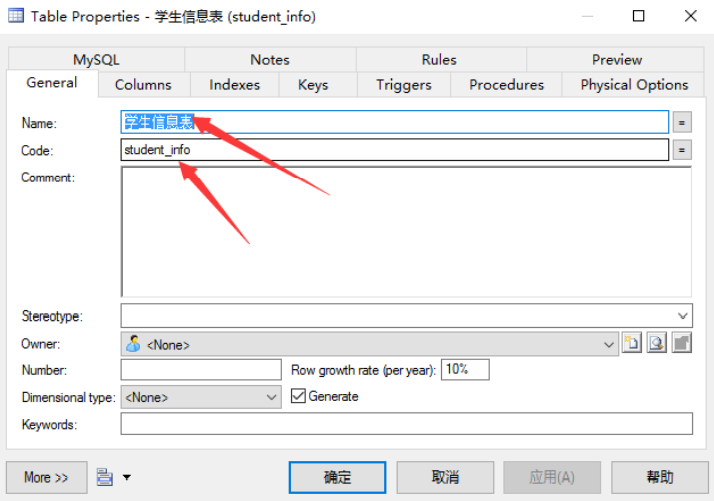 Table Properties - 学生信息表 (student_info)
MySQL Notes Rules Preview
General Columns Indexes Keys Triggers Procedures Physical Options
Name: 学生信息表 =
Code: student_info =
Comment:
Stereotype:
Owner: <None>
Number: Row growth rate (per year): 10%
Dimensional type: <None> Generate
Keywords:
More >> 确定 取消 应用(A) 帮助